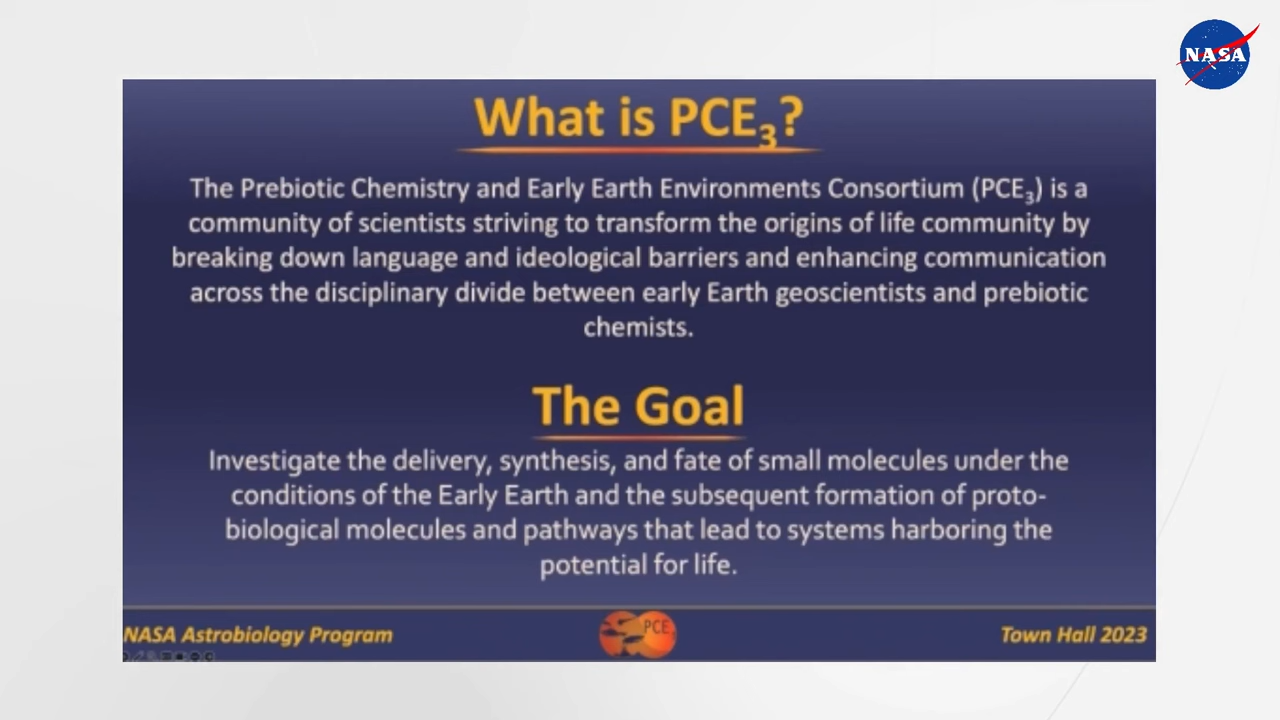 NASA
What is PCE₃?
The Prebiotic Chemistry and Early Earth Environments Consortium (PCE₃) is a
community of scientists striving to transform the origins of life community by
breaking down language and ideological barriers and enhancing communication
across the disciplinary divide between early Earth geoscientists and prebiotic
chemists.
The Goal
Investigate the delivery, synthesis, and fate of small molecules under the
conditions of the Early Earth and the subsequent formation of proto-
biological molecules and pathways that lead to systems harboring the
potential for life.
NASA Astrobiology Program
PCE₃
Town Hall 2023